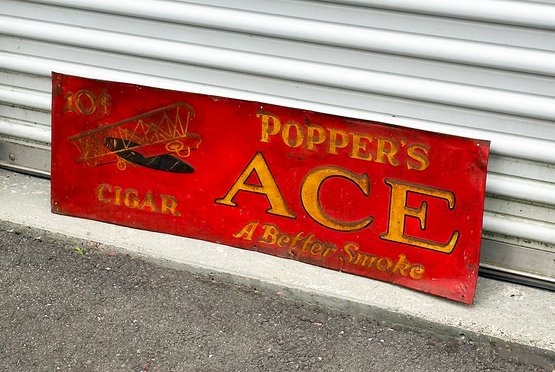 10¢
CIGAR
POPPER'S
ACE
A Better Smoke